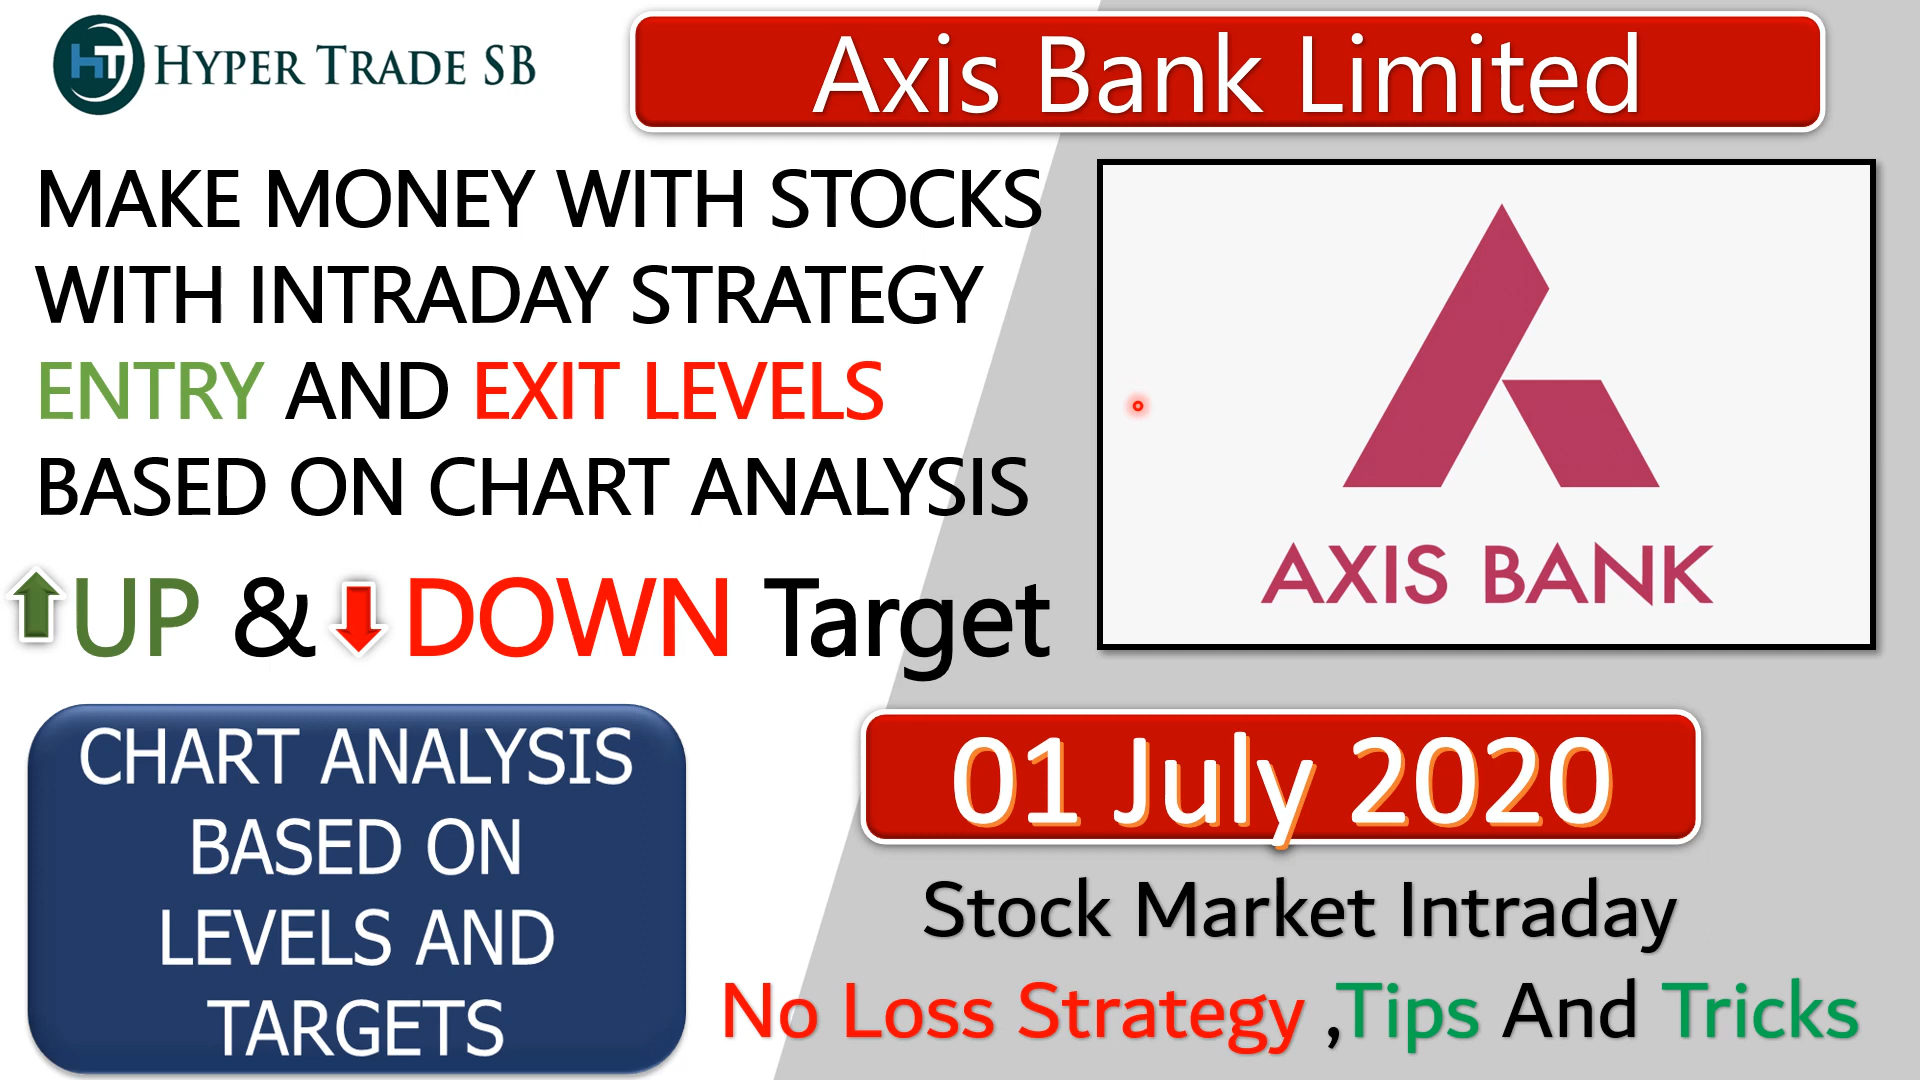 HT HYPER TRADE SB
Axis Bank Limited
MAKE MONEY WITH STOCKS
WITH INTRADAY STRATEGY
ENTRY AND EXIT LEVELS
BASED ON CHART ANALYSIS
UP & DOWN Target
AXIS BANK
CHART ANALYSIS
BASED ON
LEVELS AND
TARGETS
01 July 2020
Stock Market Intraday
No Loss Strategy ,Tips And Tricks